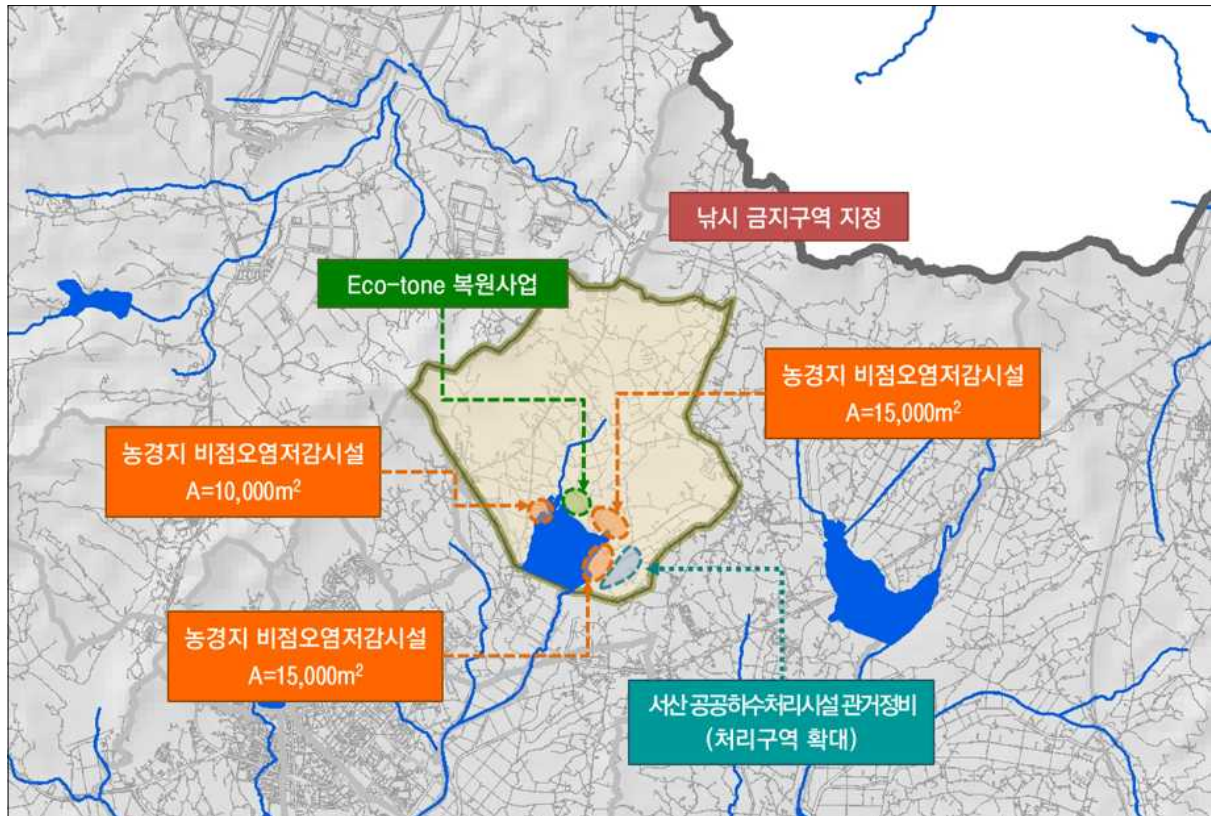 낚시 금지구역 지정
Eco-tone 복원사업
농경지 비점오염저감시설
A=15,000m²
농경지 비점오염저감시설
A=10,000m²
농경지 비점오염저감시설
A=15,000m²
서산 공공하수처리시설 관거정비
(처리구역 확대)